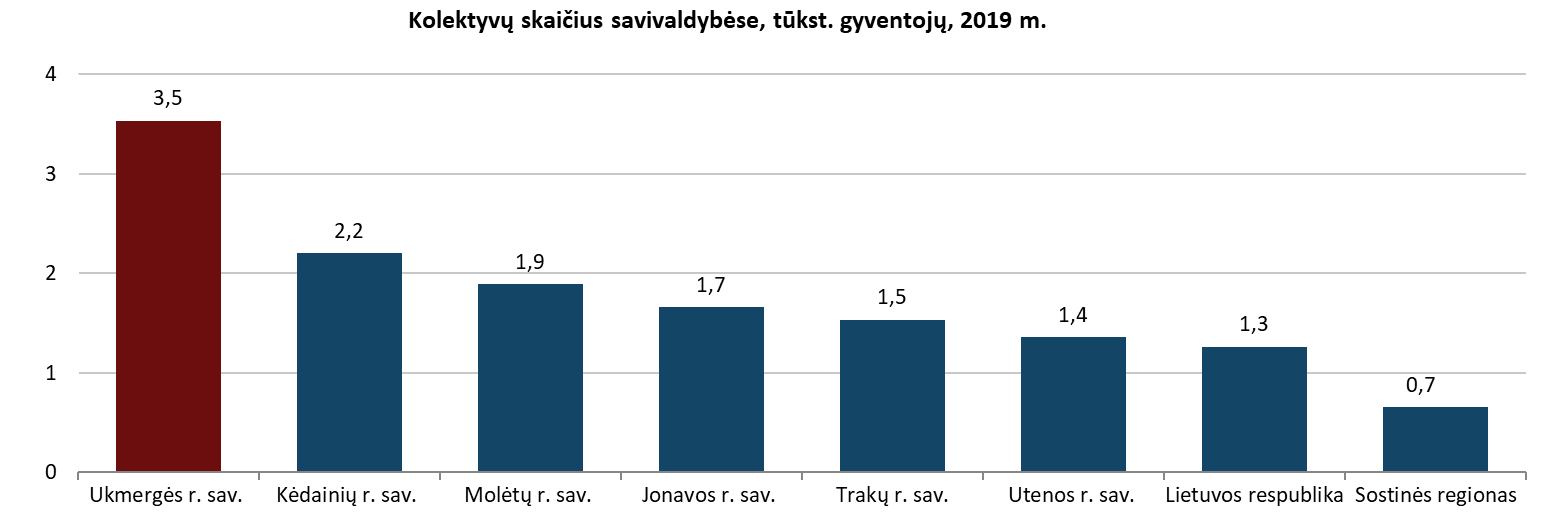 Kolektyvų skaičius savivaldybėse, tūkst. gyventojų, 2019 m.
4
3
2
1
0
3,5
2,2
1,9
1,7
1,5
1,4
1,3
0,7
Ukmergės r. sav.
Kėdainių r. sav.
Molėtų r. sav.
Jonavos r. sav.
Trakų r. sav.
Utenos r. sav.
Lietuvos respublika
Sostinės regionas